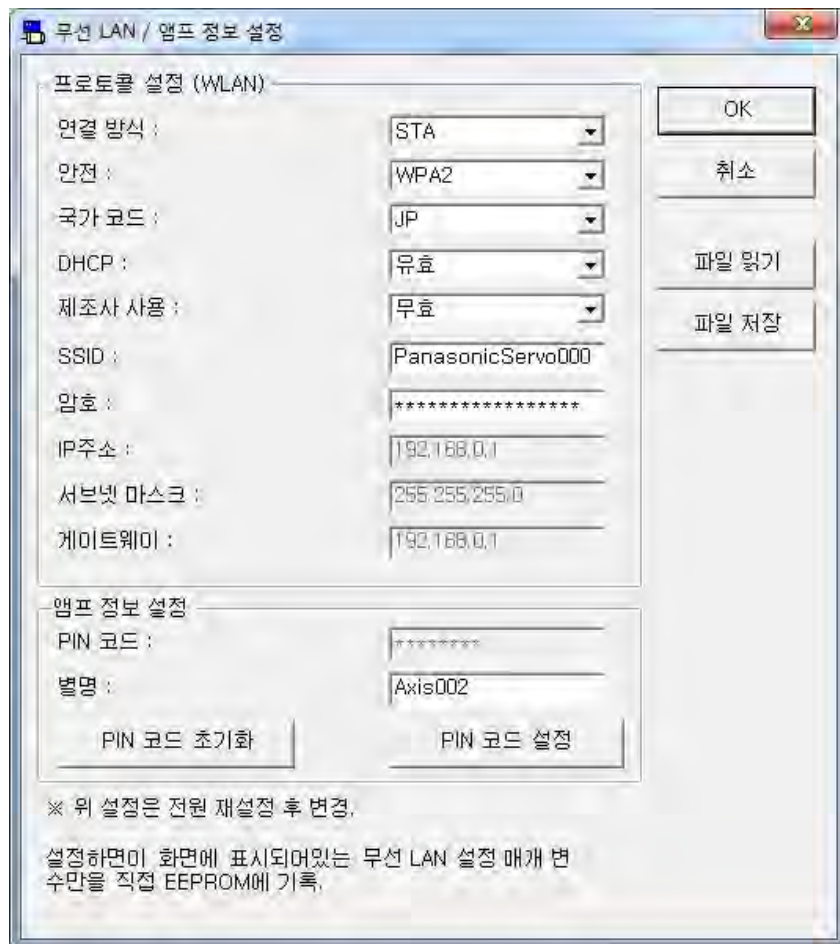 무선 LAN / 앰프 정보 설정
프로토콜 설정 (WLAN)
연결 방식 : STA
안전 : WPA2
국가 코드 : JP
DHCP : 유효
제조사 사용 : 무효
SSID : PanasonicServo000
암호 : *****************
IP주소 : 192.168.0.1
서브넷 마스크 : 255.255.255.0
게이트웨이 : 192.168.0.1
OK
취소
파일 읽기
파일 저장
앰프 정보 설정
PIN 코드 : ********
별명 : Axis002
PIN 코드 초기화
PIN 코드 설정
※ 위 설정은 전원 재설정 후 변경.
설정하면이 화면에 표시되어있는 무선 LAN 설정 매개 변
수만을 직접 EEPROM에 기록.